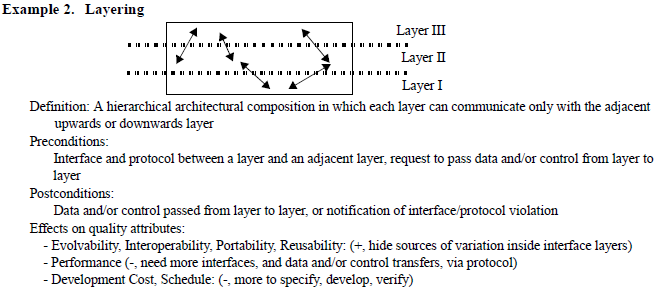 Example 2. Layering
Layer III
Layer II
Layer I
Definition: A hierarchical architectural composition in which each layer can communicate only with the adjacent
upwards or downwards layer
Preconditions:
Interface and protocol between a layer and an adjacent layer, request to pass data and/or control from layer to
layer
Postconditions:
Data and/or control passed from layer to layer, or notification of interface/protocol violation
Effects on quality attributes:
- Evolvability, Interoperability, Portability, Reusability: (+, hide sources of variation inside interface layers)
- Performance (-, need more interfaces, and data and/or control transfers, via protocol)
- Development Cost, Schedule: (-, more to specify, develop, verify)